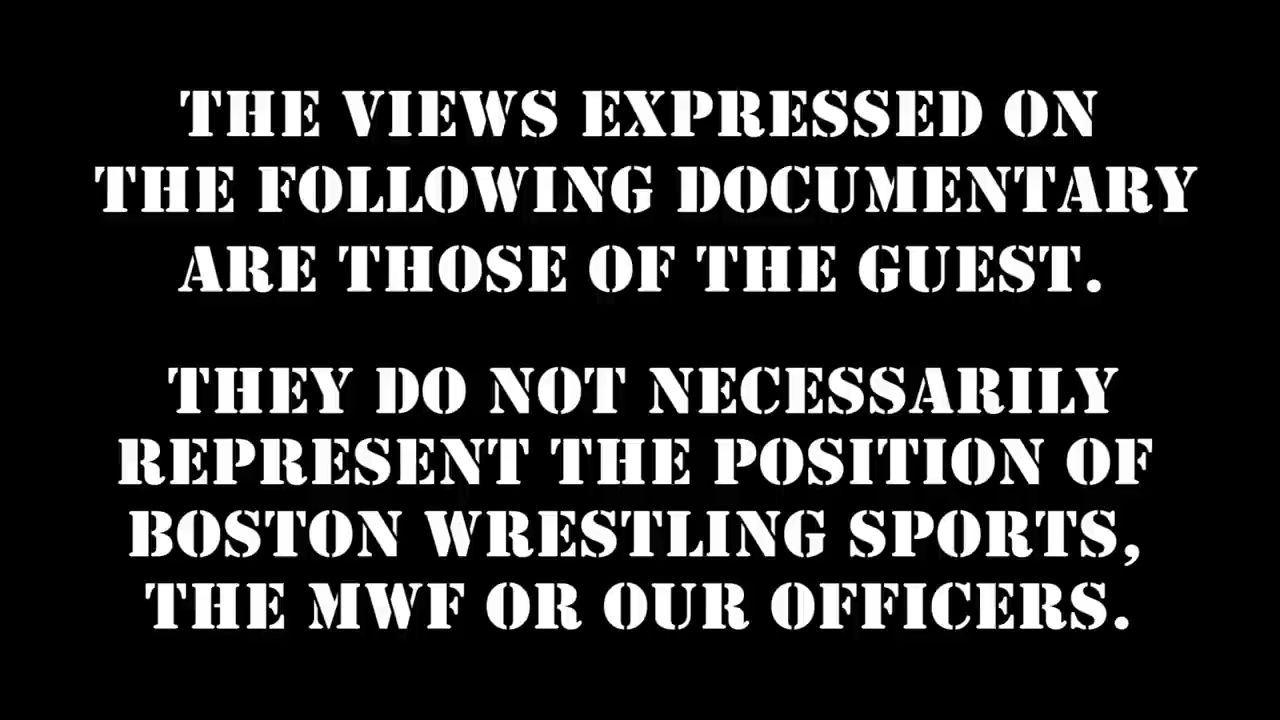 THE VIEWS EXPRESSED ON
THE FOLLOWING DOCUMENTARY
ARE THOSE OF THE GUEST.
THEY DO NOT NECESSARILY
REPRESENT THE POSITION OF
BOSTON WRESTLING SPORTS,
THE MWF OR OUR OFFICERS.